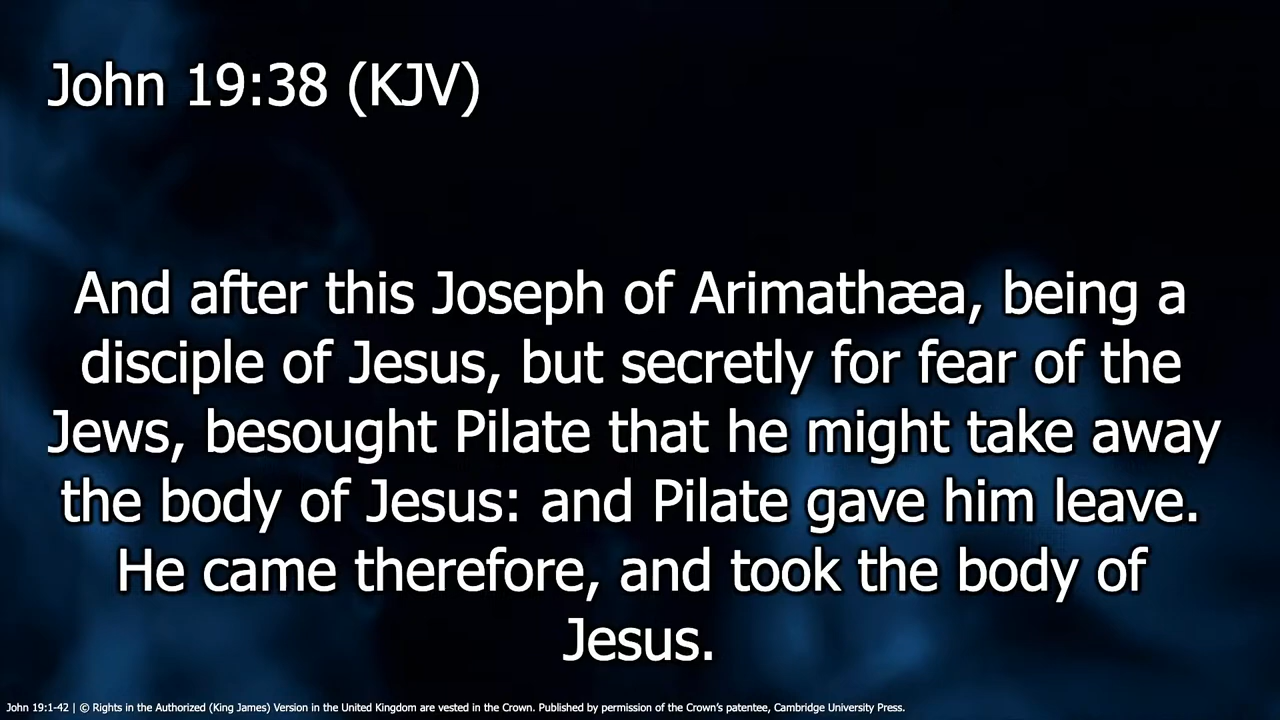 John 19:38 (KJV)
And after this Joseph of Arimathæa, being a
disciple of Jesus, but secretly for fear of the
Jews, besought Pilate that he might take away
the body of Jesus: and Pilate gave him leave.
He came therefore, and took the body of
Jesus.
John 19:1-42 | © Rights in the Authorized (King James) Version in the United Kingdom are vested in the Crown. Published by permission of the Crown’s patentee, Cambridge University Press.